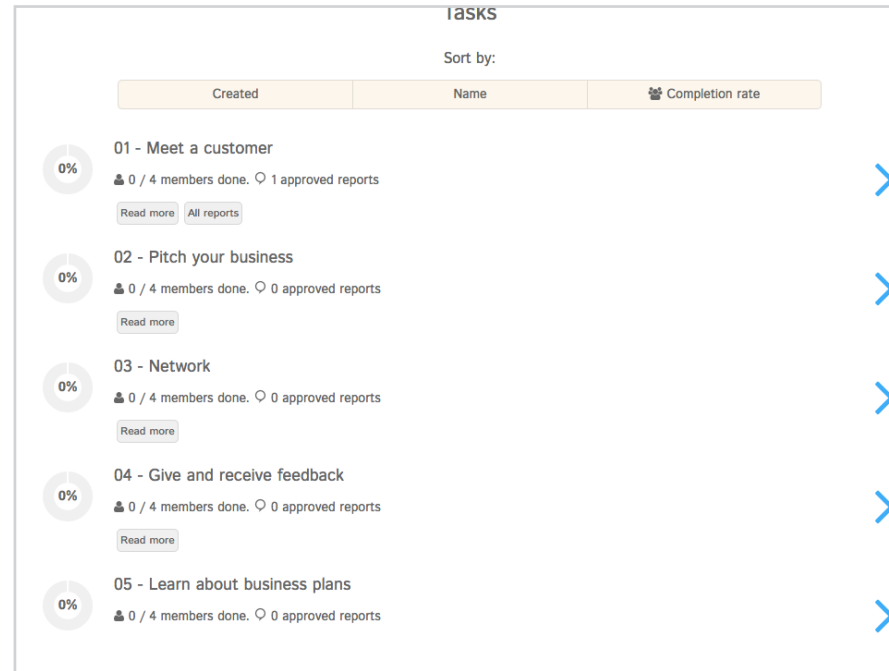 Tasks
Sort by:
Created Name Completion rate
01 - Meet a customer
0%
0 / 4 members done. 1 approved reports
Read more All reports
02 - Pitch your business
0%
0 / 4 members done. 0 approved reports
Read more
03 - Network
0%
0 / 4 members done. 0 approved reports
Read more
04 - Give and receive feedback
0%
0 / 4 members done. 0 approved reports
Read more
05 - Learn about business plans
0%
0 / 4 members done. 0 approved reports